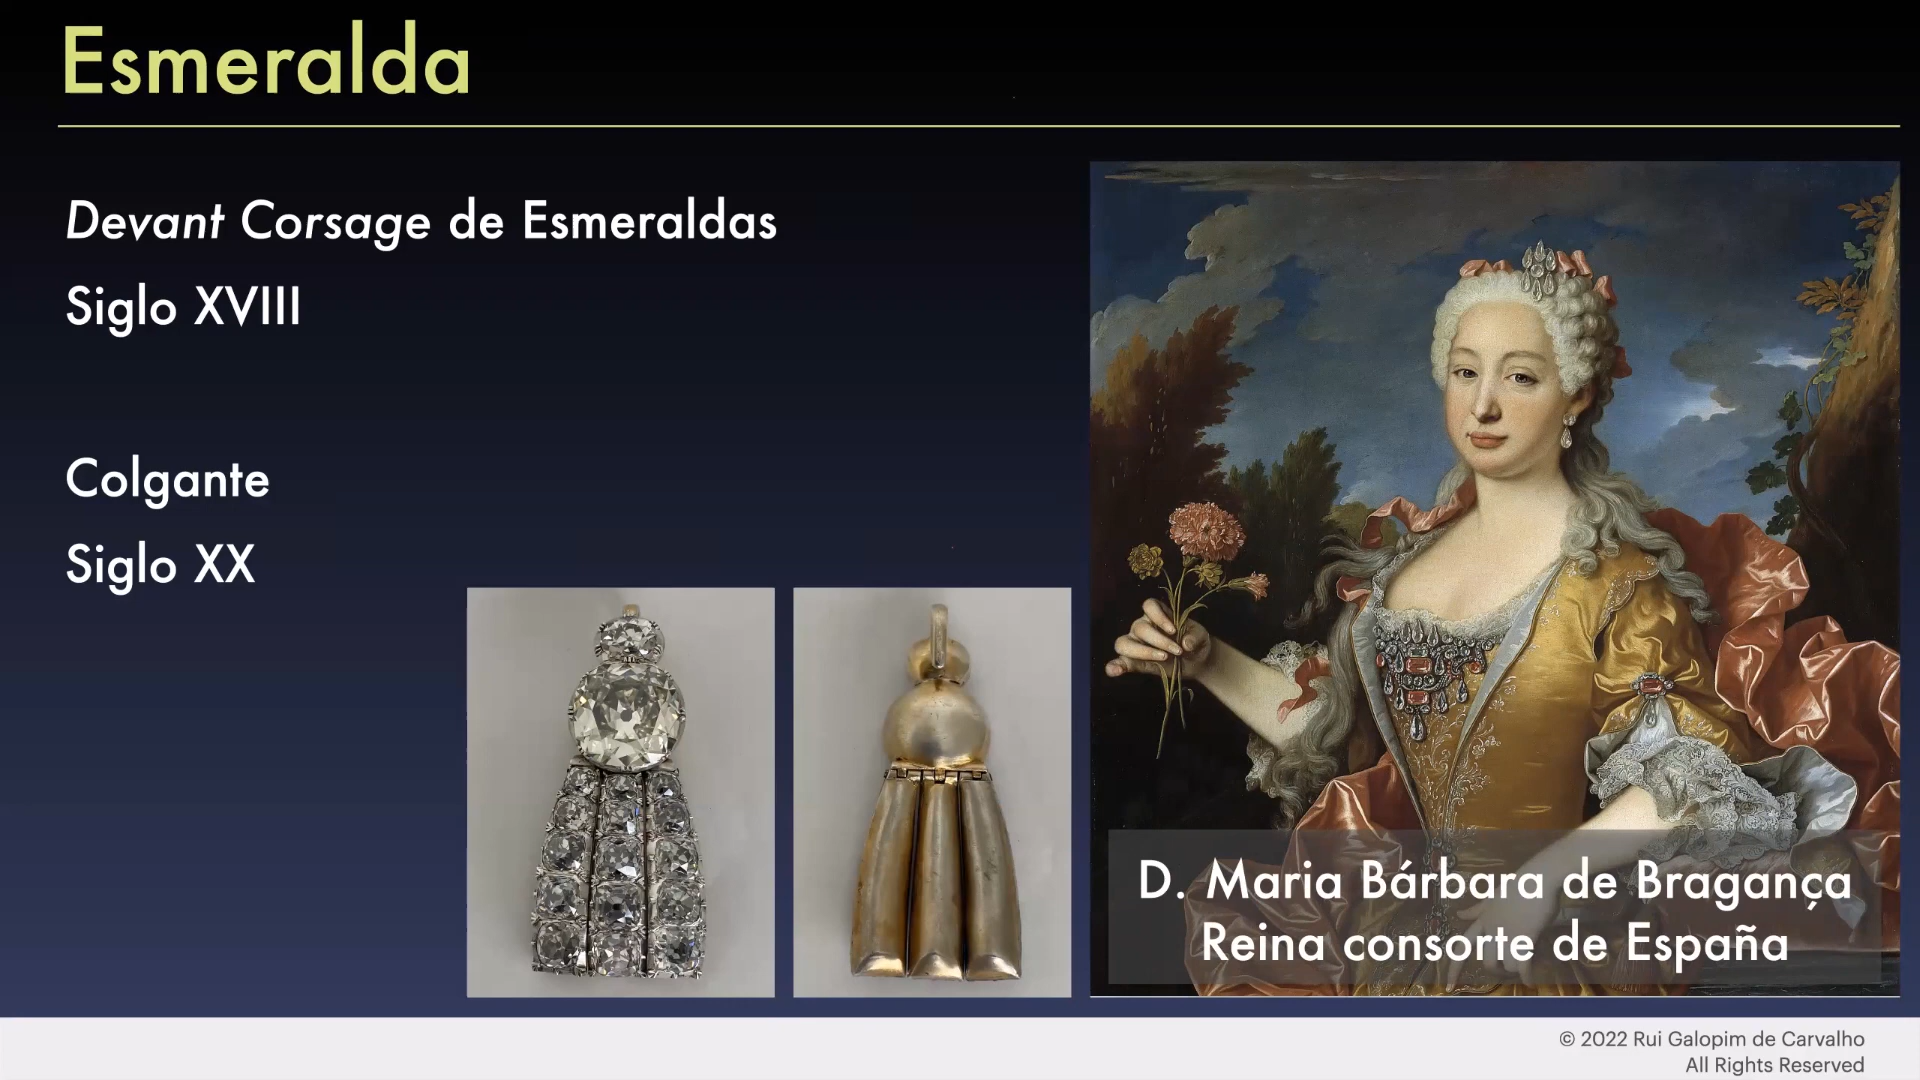 Esmeralda
Devant Corsage de Esmeraldas
Siglo XVIII
Colgante
Siglo XX
D. Maria Bárbara de Bragança
Reina consorte de España
© 2022 Rui Galopim de Carvalho
All Rights Reserved